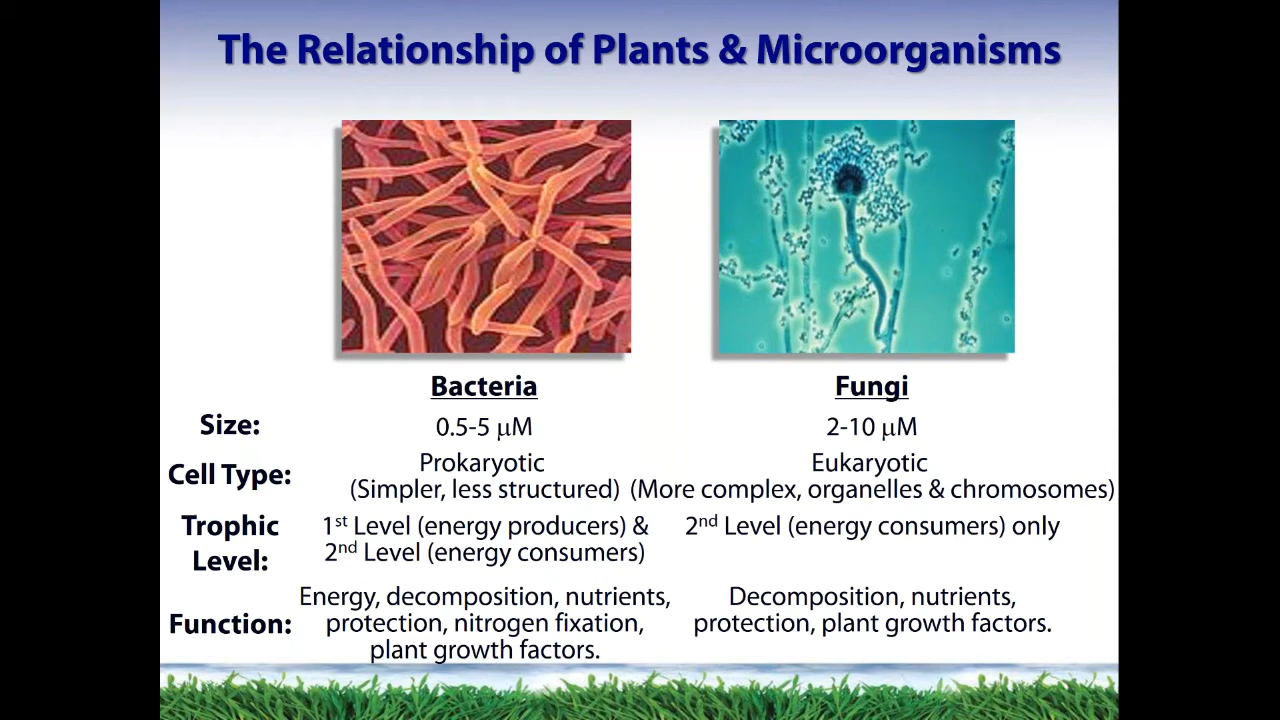 The Relationship of Plants & Microorganisms
Bacteria Fungi
Size: 0.5-5 μM 2-10 μM
Cell Type: Prokaryotic Eukaryotic
(Simpler, less structured) (More complex, organelles & chromosomes)
Trophic 1st Level (energy producers) & 2nd Level (energy consumers) only
Level: 2nd Level (energy consumers)
Energy, decomposition, nutrients, Decomposition, nutrients,
Function: protection, nitrogen fixation, protection, plant growth factors.
plant growth factors.